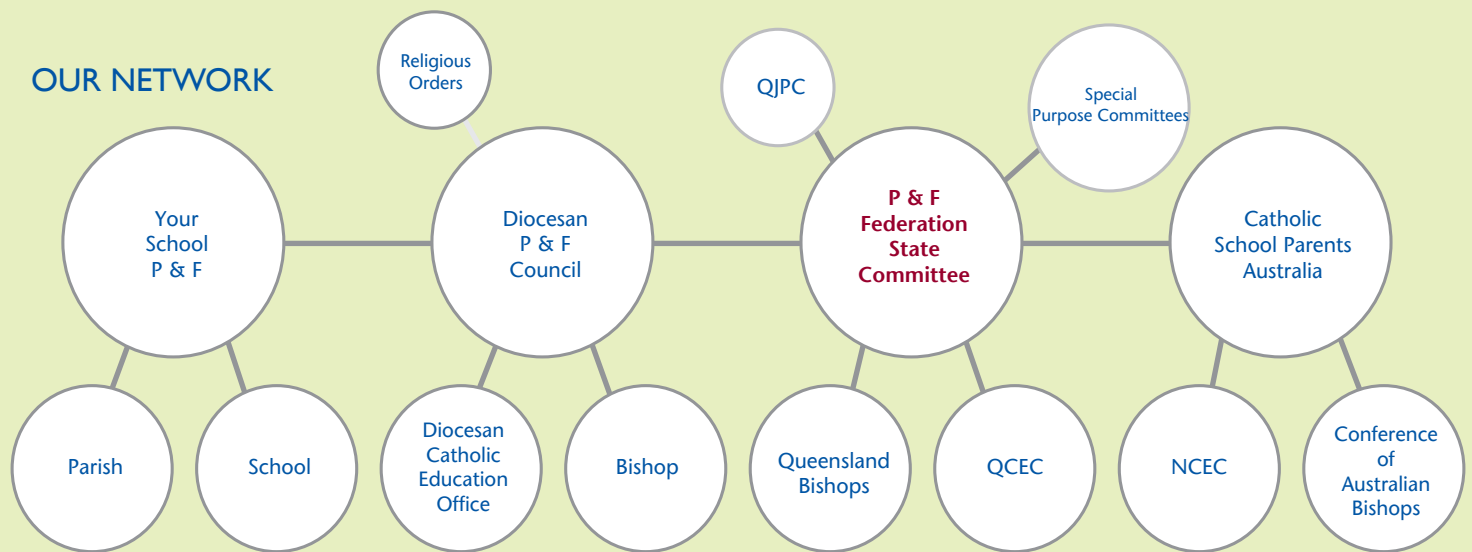 OUR NETWORK
Religious
Orders
QJPC
Special
Purpose Committees
Your
School
P & F
Diocesan
P & F
Council
P & F
Federation
State
Committee
Catholic
School Parents
Australia
Parish
School
Diocesan
Catholic
Education
Office
Bishop
Queensland
Bishops
QCEC
NCEC
Conference
of
Australian
Bishops